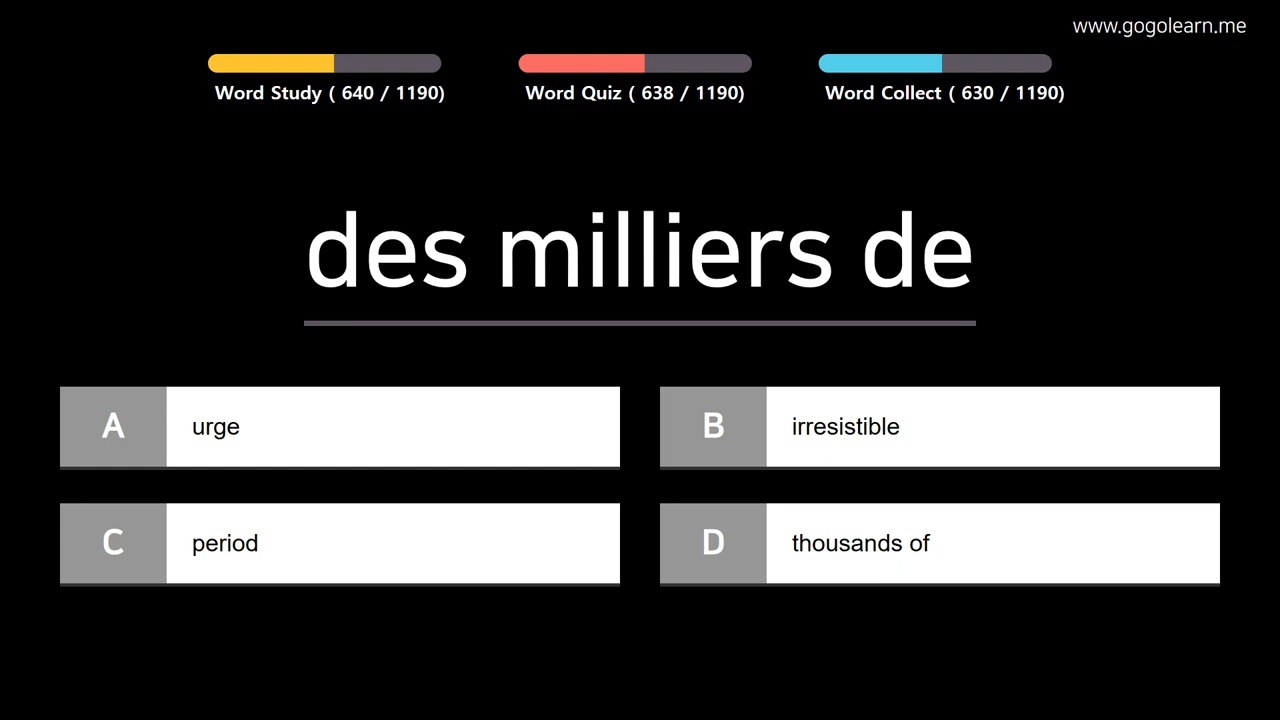 www.gogolearn.me
Word Study ( 640 / 1190)
Word Quiz ( 638 / 1190)
Word Collect ( 630 / 1190)
des milliers de
A urge
B irresistible
C period
D thousands of